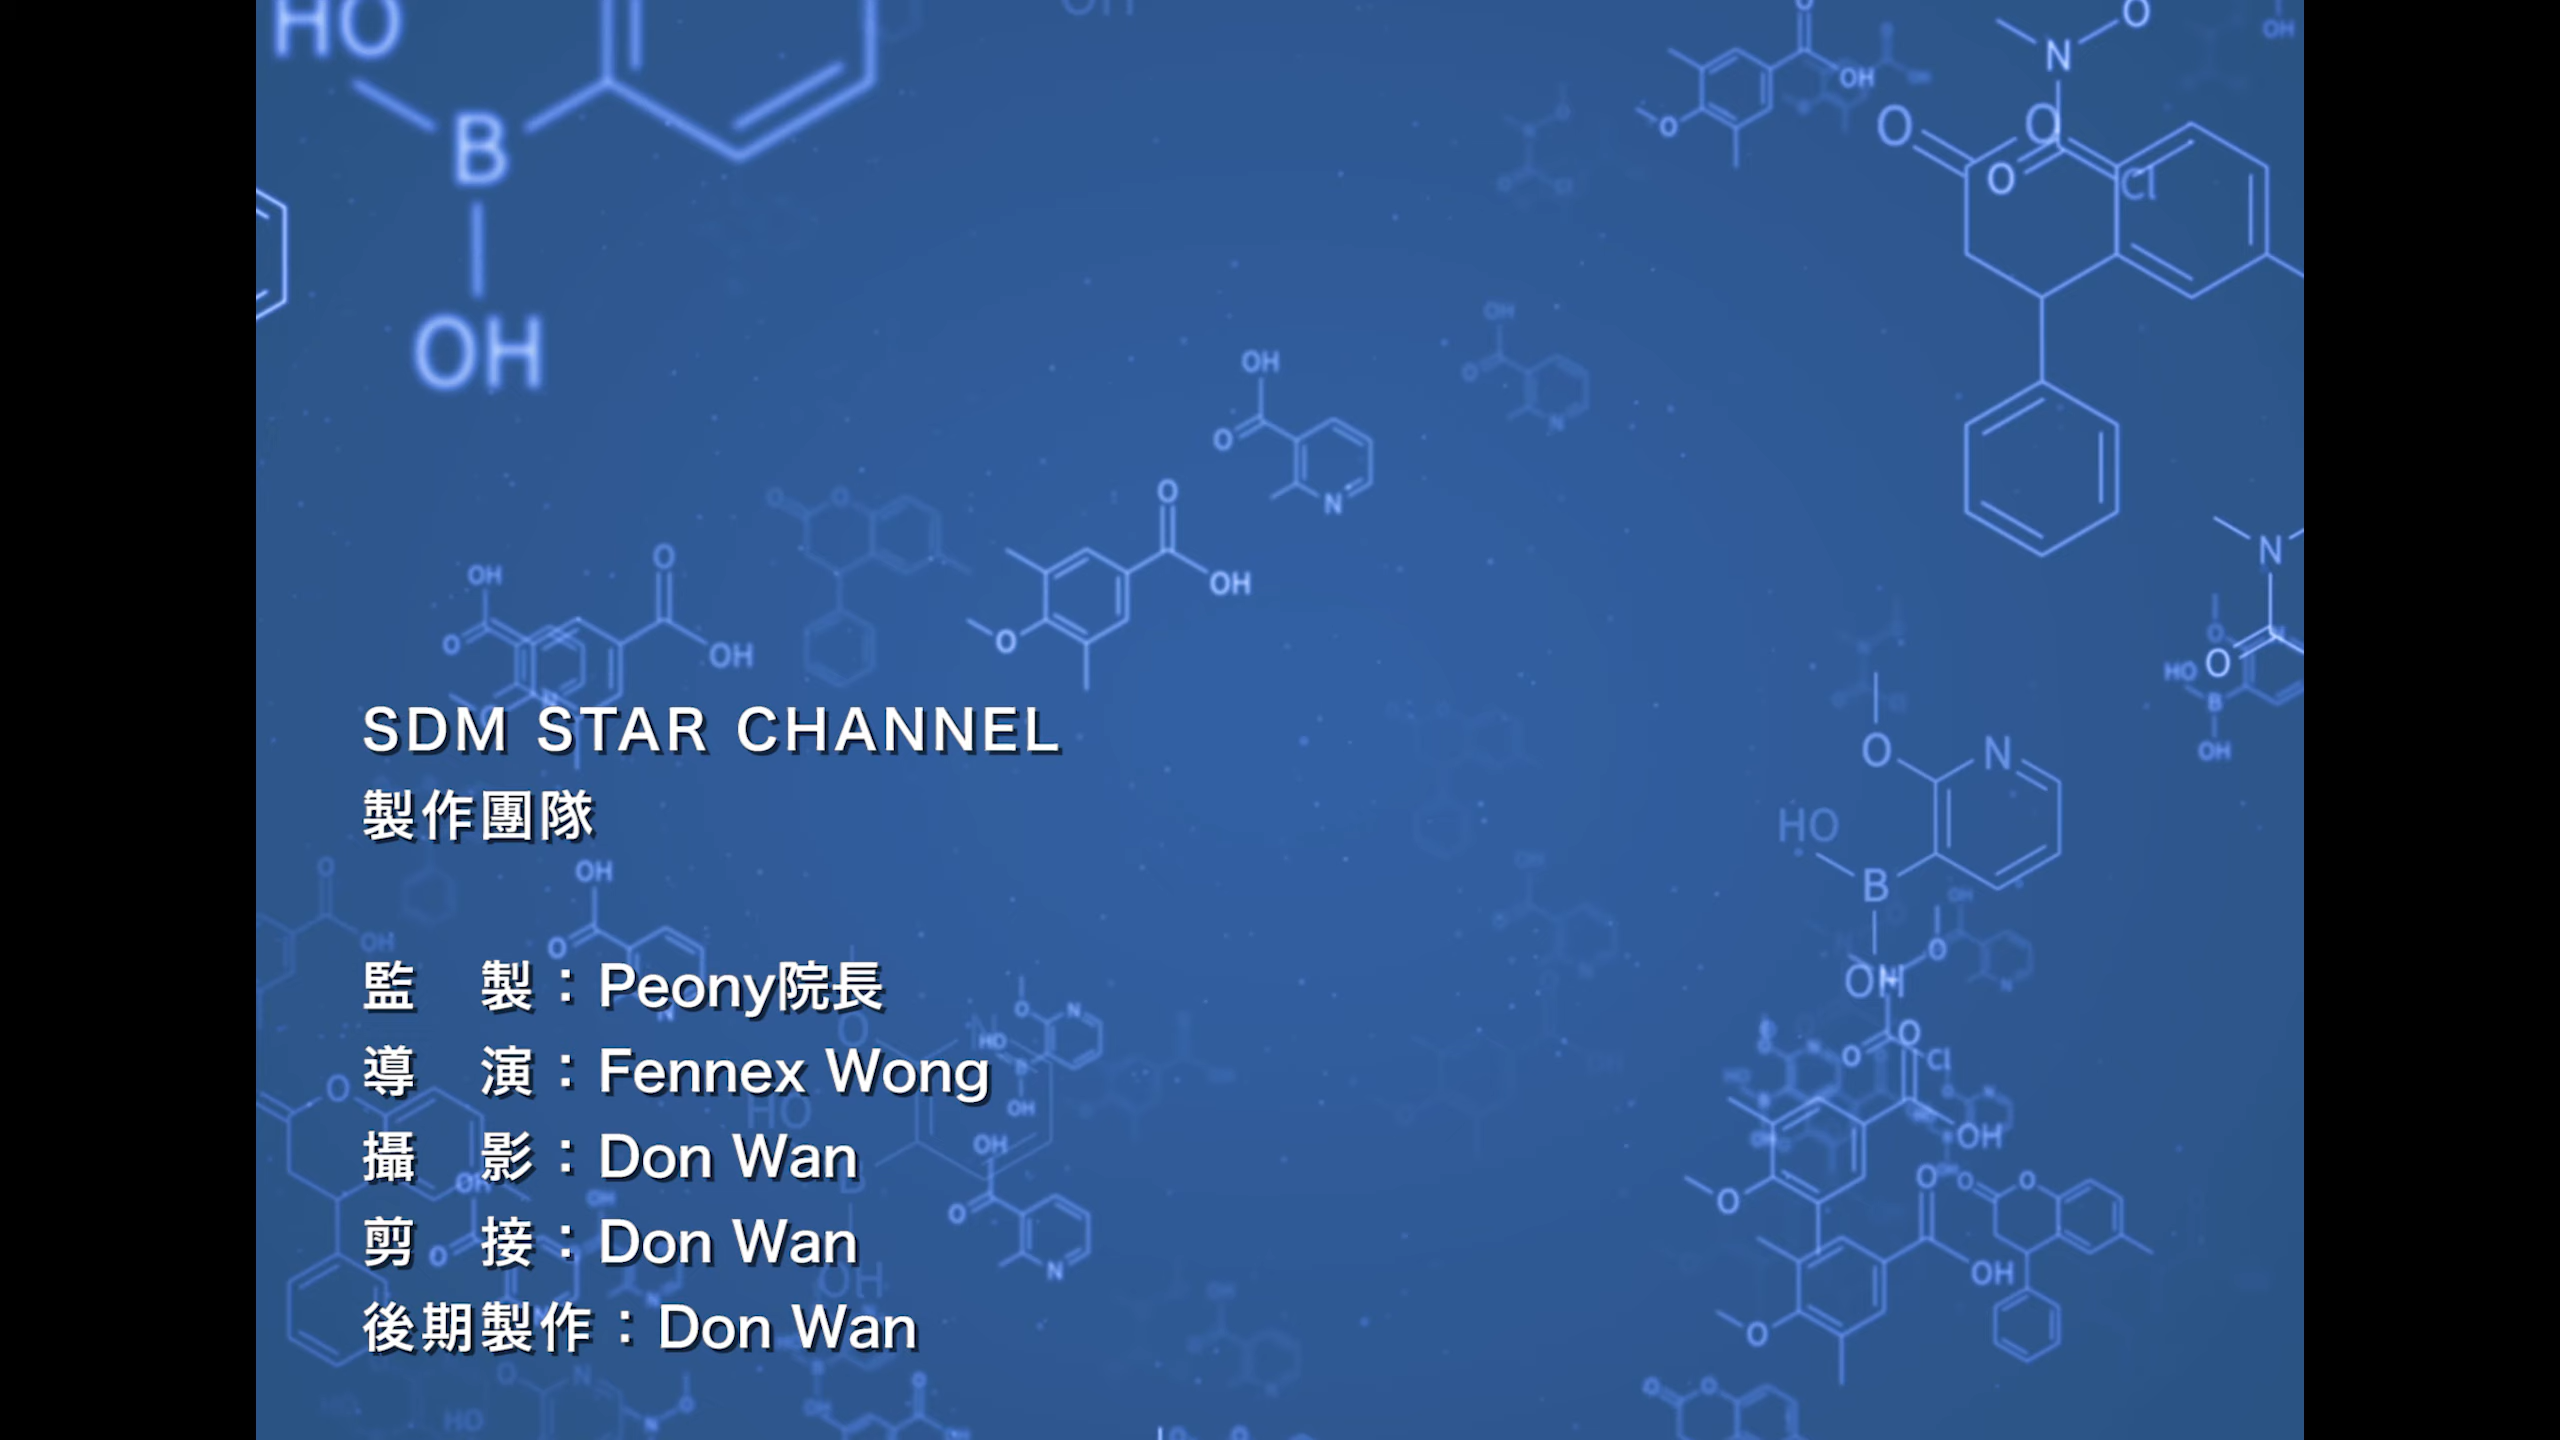 SDM STAR CHANNEL
製作團隊
監　製：Peony院長
導　演：Fennex Wong
攝　影：Don Wan
剪　接：Don Wan
後期製作：Don Wan